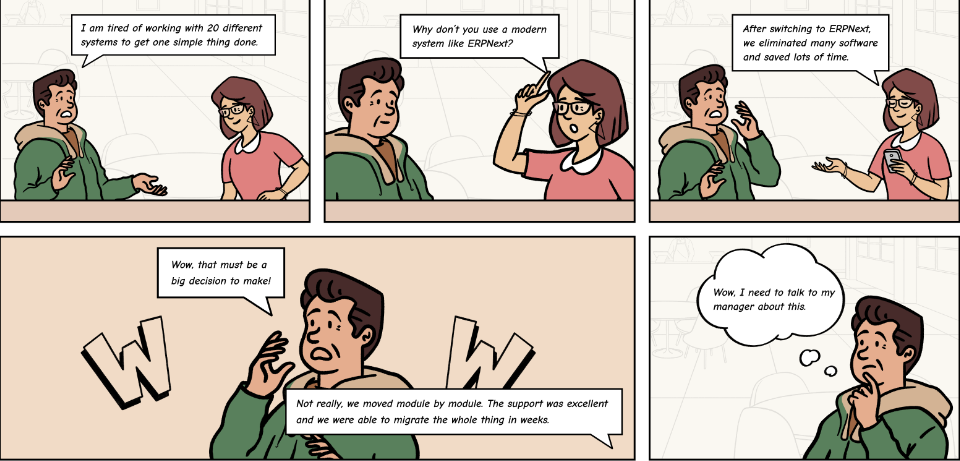 I am tired of working with 20 different
systems to get one simple thing done.
Why don't you use a modern
system like ERPNext?
After switching to ERPNext,
we eliminated many software
and saved lots of time.
Wow, that must be a
big decision to make!
W W
Not really, we moved module by module. The support was excellent
and we were able to migrate the whole thing in weeks.
Wow, I need to talk to my
manager about this.